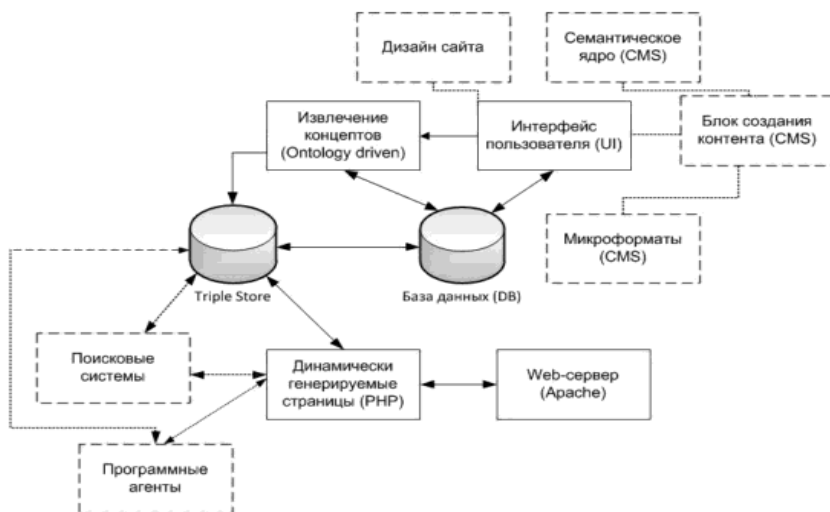 Дизайн сайта
Семантическое
ядро (CMS)
Извлечение
концептов
(Ontology driven)
Интерфейс
пользователя (UI)
Блок создания
контента (CMS)
Микроформаты
(CMS)
Triple Store
База данных (DB)
Поисковые
системы
Динамически
генерируемые
страницы (PHP)
Web-сервер
(Apache)
Программные
агенты